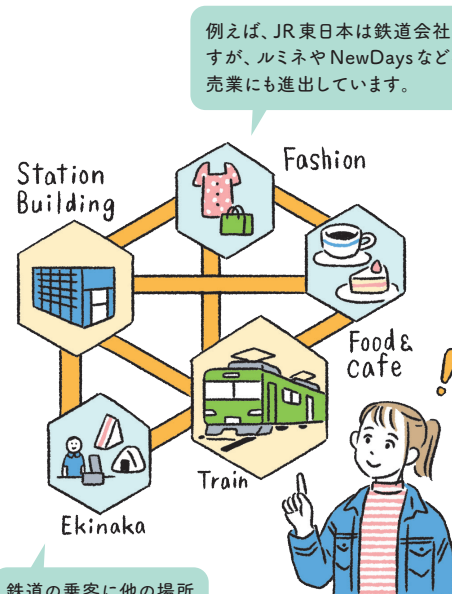 例えば、JR東日本は鉄道会社
すが、ルミネやNewDaysなど
売業にも進出しています。
Fashion
Station
Building
Food&
cafe
Train
Ekinaka
鉄道の乗客に他の場所